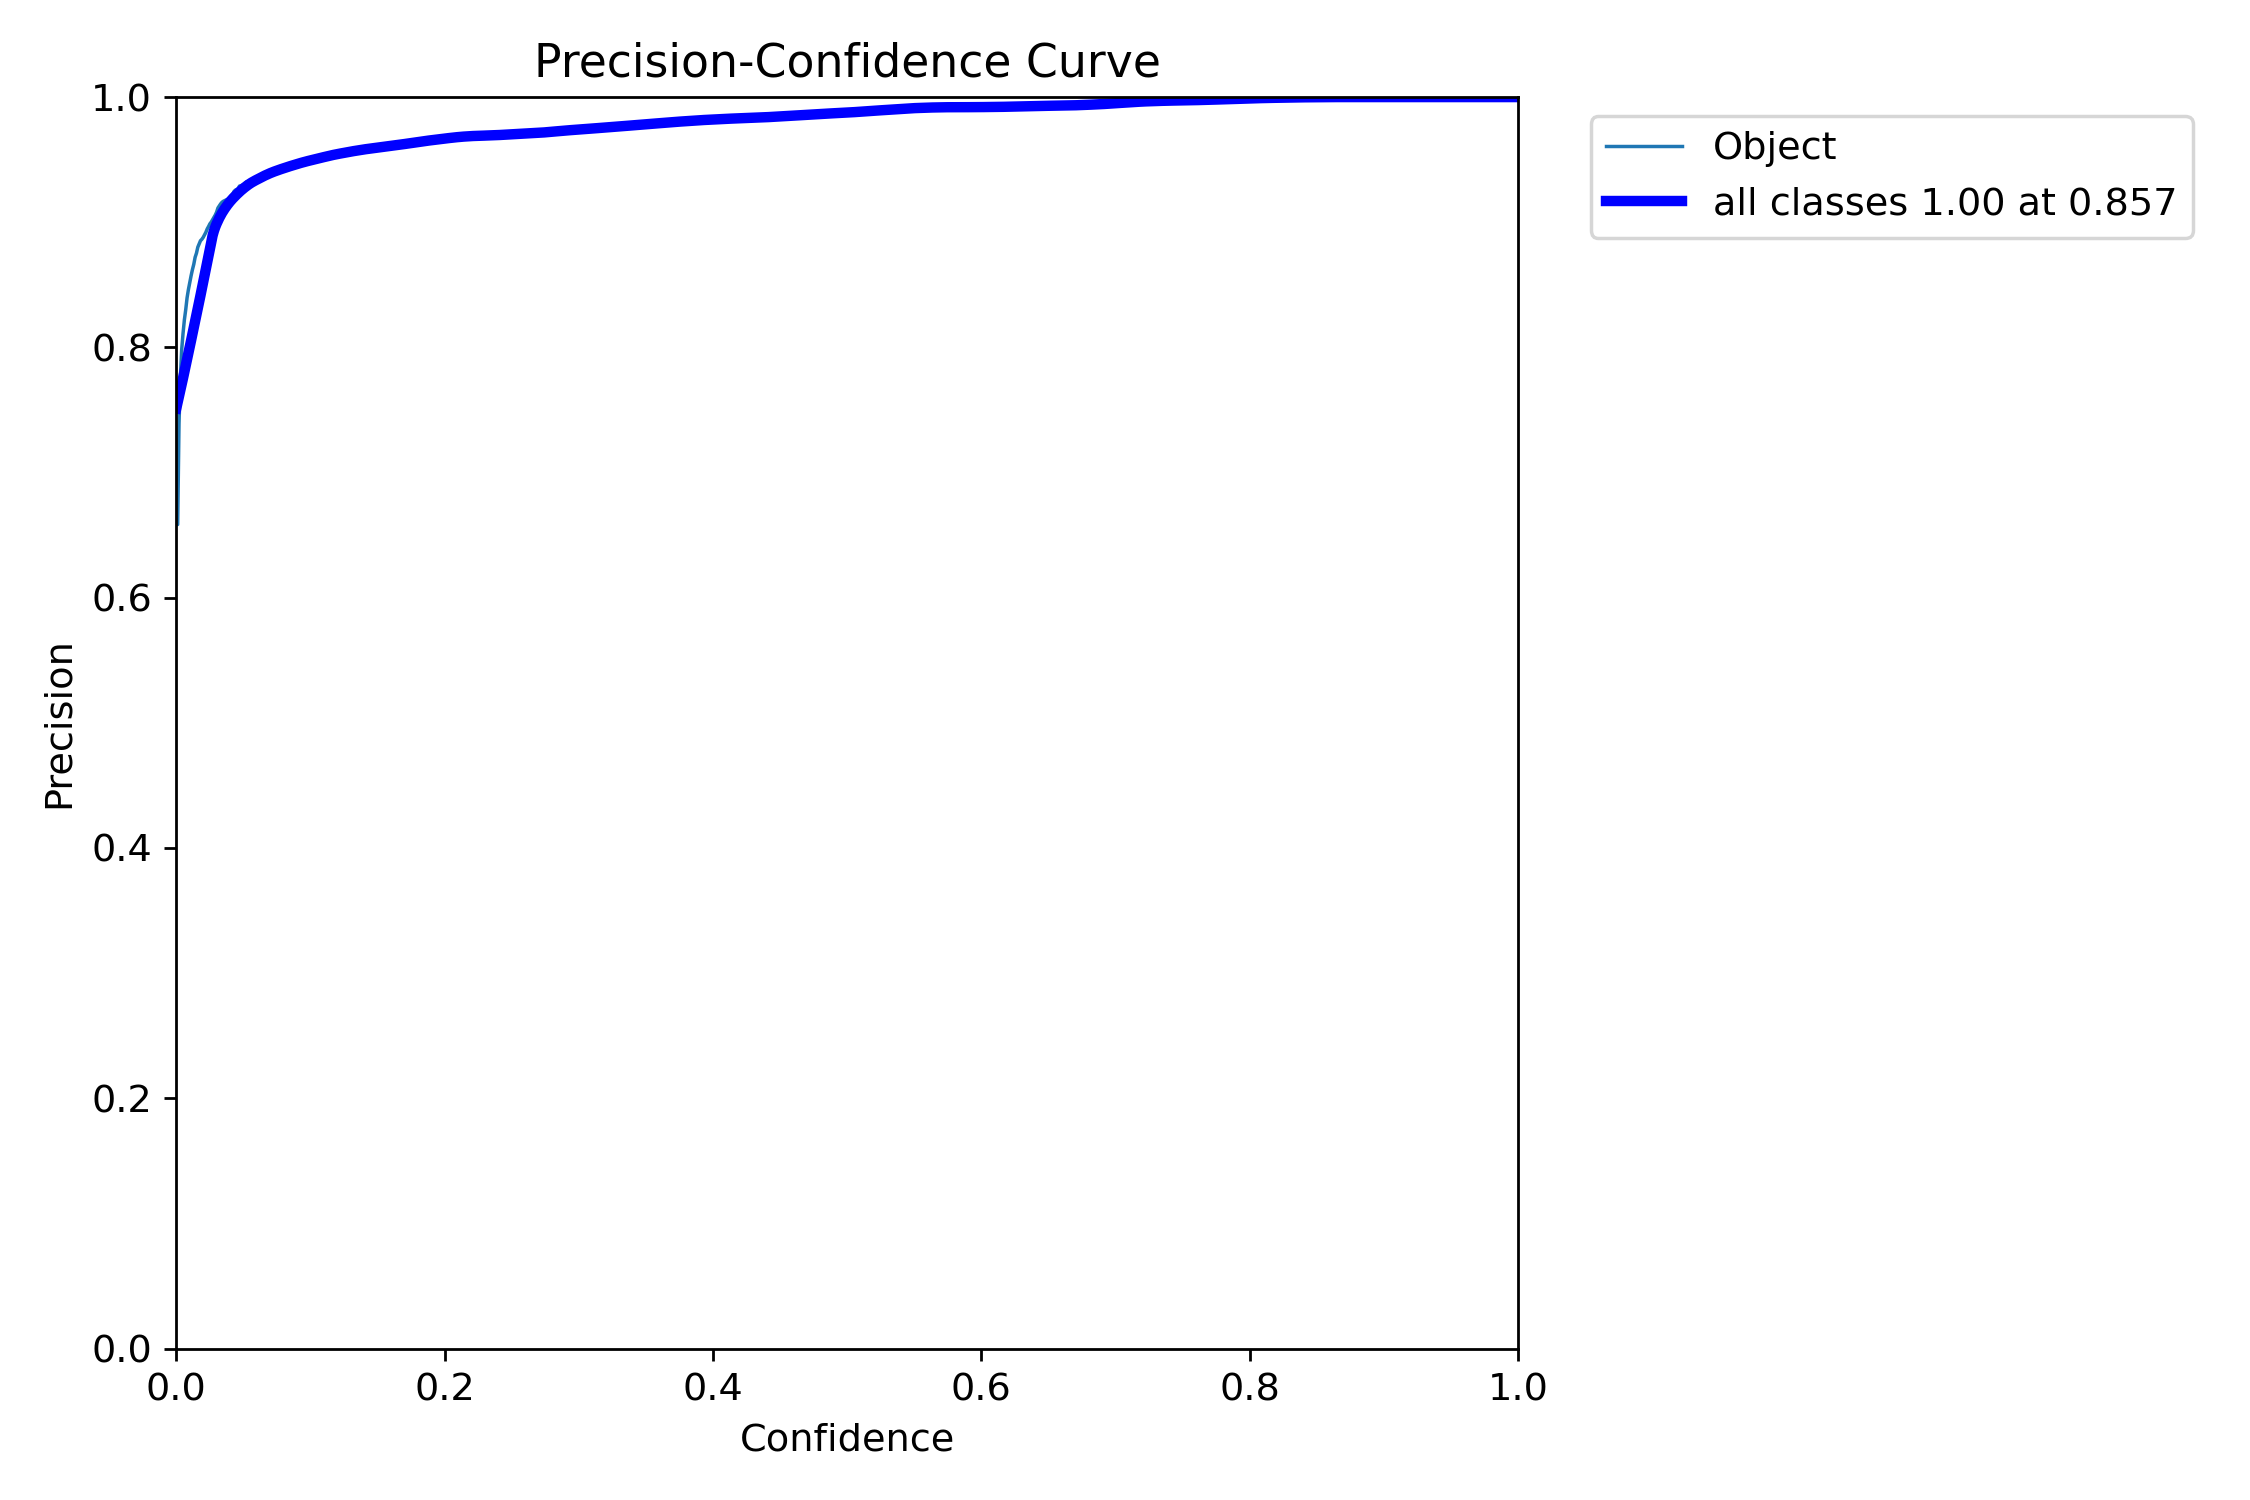 Precision-Confidence Curve
1.0
0.8
0.6
0.4
0.2
0.0
Precision
0.0 0.2 0.4 0.6 0.8 1.0
Confidence
Object
all classes 1.00 at 0.857